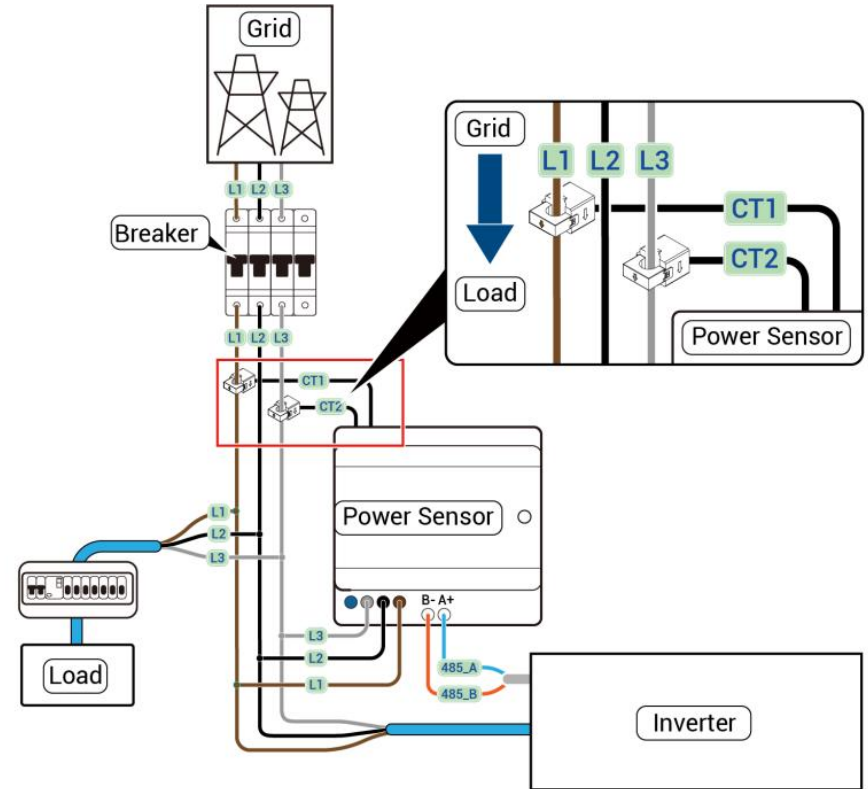 Grid
L1 L2 L3
Breaker
L1 L2 L3
CT1
CT2
Grid
L1 L2 L3
CT1
CT2
Load
Power Sensor
Power Sensor
L1
L2
L3
B- A+
L3
L2
L1
485_A
485_B
Load
Inverter